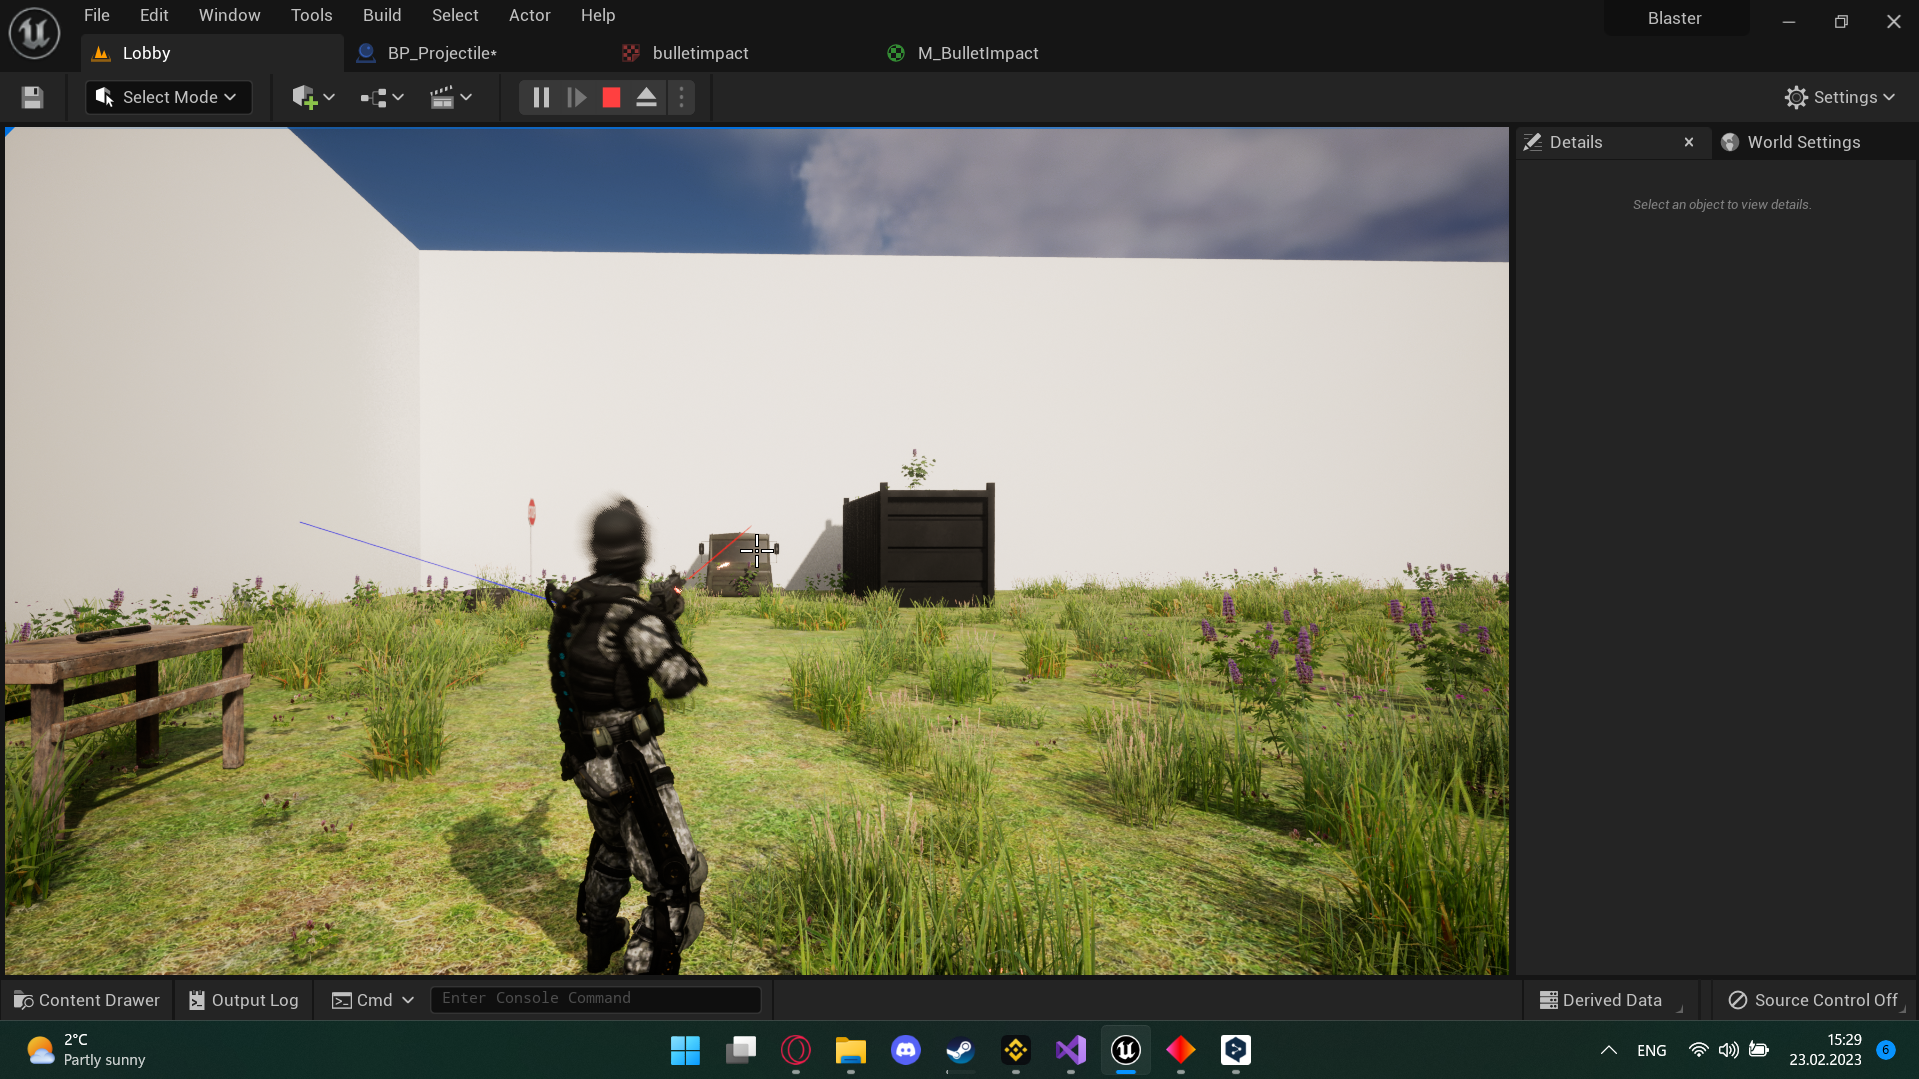 File Edit Window Tools Build Select Actor Help
Blaster
Lobby
BP_Projectile*
bulletimpact
M_BulletImpact
Select Mode
Settings
Details
World Settings
Select an object to view details.
Content Drawer
Output Log
Cmd
Enter Console Command
Derived Data
Source Control Off
2°C
Partly sunny
ENG
15:29
23.02.2023
6